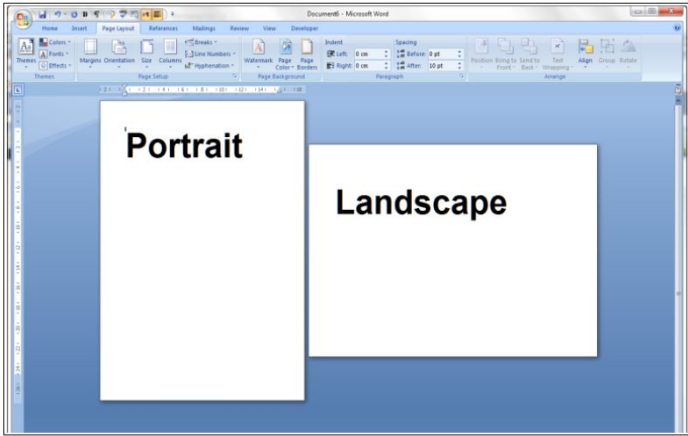 Document6 - Microsoft Word
Home Insert Page Layout References Mailings Review View Developer
Colors Breaks Indent Spacing
Themes Fonts Margins Orientation Size Columns Line Numbers Watermark Page Page Left: 0 cm Before: 0 pt Position Bring to Send to Text Align Group Rotate
Effects Hyphenation Color Borders Right: 0 cm After: 10 pt Front Back Wrapping
Themes Page Setup Page Background Paragraph Arrange
Portrait
Landscape